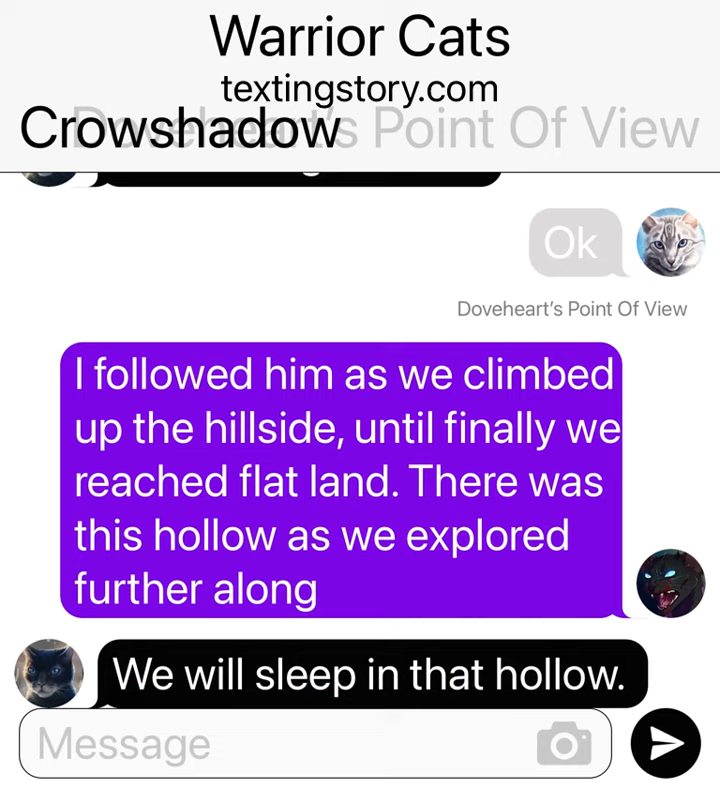 Warrior Cats
textingstory.com
Crowshadow
Doveheart's Point Of View
Ok
Doveheart's Point Of View
I followed him as we climbed
up the hillside, until finally we
reached flat land. There was
this hollow as we explored
further along
We will sleep in that hollow.
Message